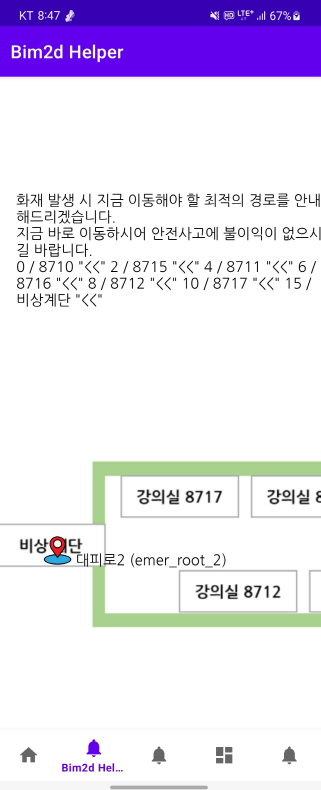 KT 8:47 LTE+ 67%
Bim2d Helper
화재 발생 시 지금 이동해야 할 최적의 경로를 안내
해드리겠습니다.
지금 바로 이동하시어 안전사고에 불이익이 없으시
길 바랍니다.
0 / 8710 "<<" 2 / 8715 "<<" 4 / 8711 "<<" 6 /
8716 "<<" 8 / 8712 "<<" 10 / 8717 "<<" 15 /
비상계단 "<<"
강의실 8717
강의실 8
비상 단
대피로2 (emer_root_2)
강의실 8712
Bim2d Hel...